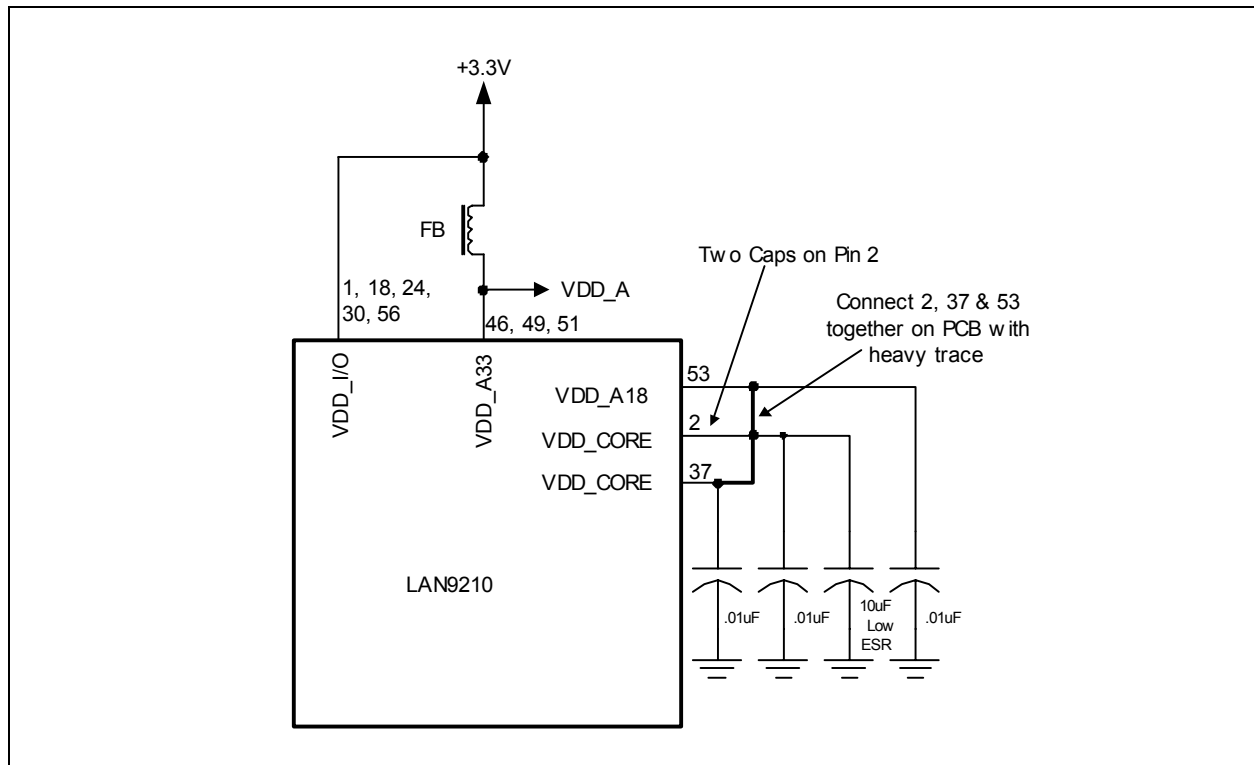 +3.3V
FB
Two Caps on Pin 2
1, 18, 24,
30, 56
VDD_A
46, 49, 51
Connect 2, 37 & 53
together on PCB with
heavy trace
VDD_I/O
VDD_A33
53
VDD_A18
2
VDD_CORE
37
VDD_CORE
LAN9210
.01uF
.01uF
10uF
Low
ESR
.01uF